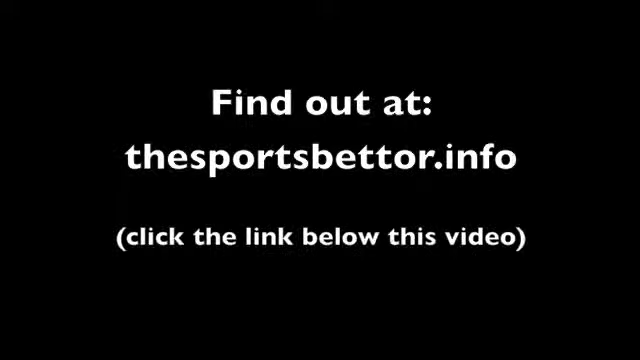 Find out at:
thesportsbettor.info
(click the link below this video)